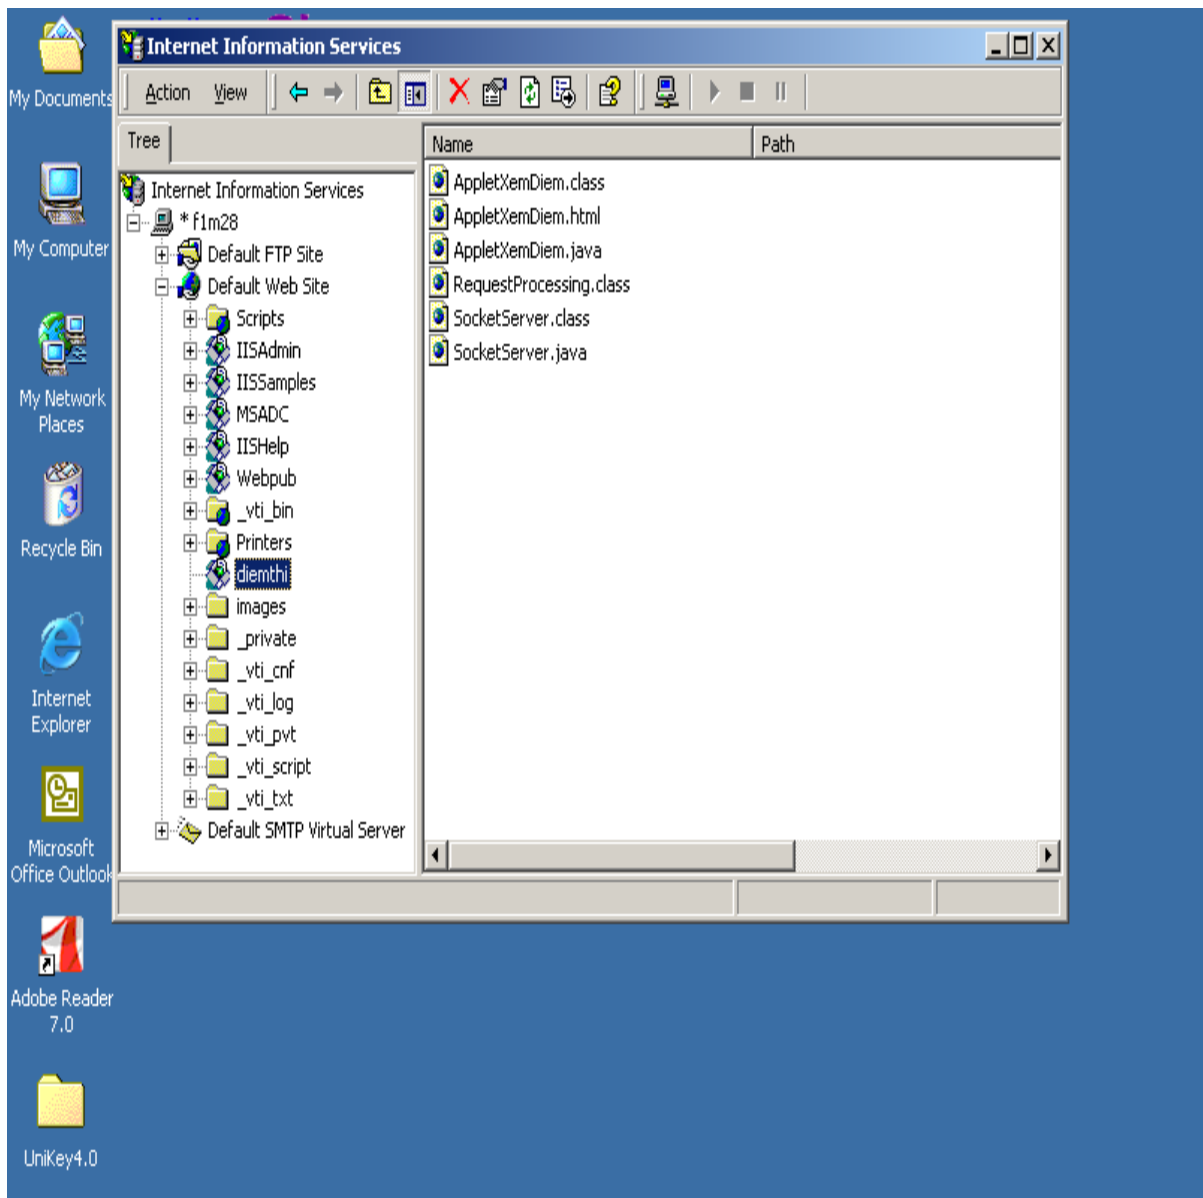 My Documents
My Computer
My Network
Places
Recycle Bin
Internet
Explorer
Microsoft
Office Outlook
Adobe Reader
7.0
UniKey4.0
Internet Information Services
Action View
Tree
Internet Information Services
* f1m28
Default FTP Site
Default Web Site
Scripts
IISAdmin
IISSamples
MSADC
IISHelp
Webpub
_vti_bin
Printers
diemthi
images
_private
_vti_cnf
_vti_log
_vti_pvt
_vti_script
_vti_txt
Default SMTP Virtual Server
Name Path
AppletXemDiem.class
AppletXemDiem.html
AppletXemDiem.java
RequestProcessing.class
SocketServer.class
SocketServer.java